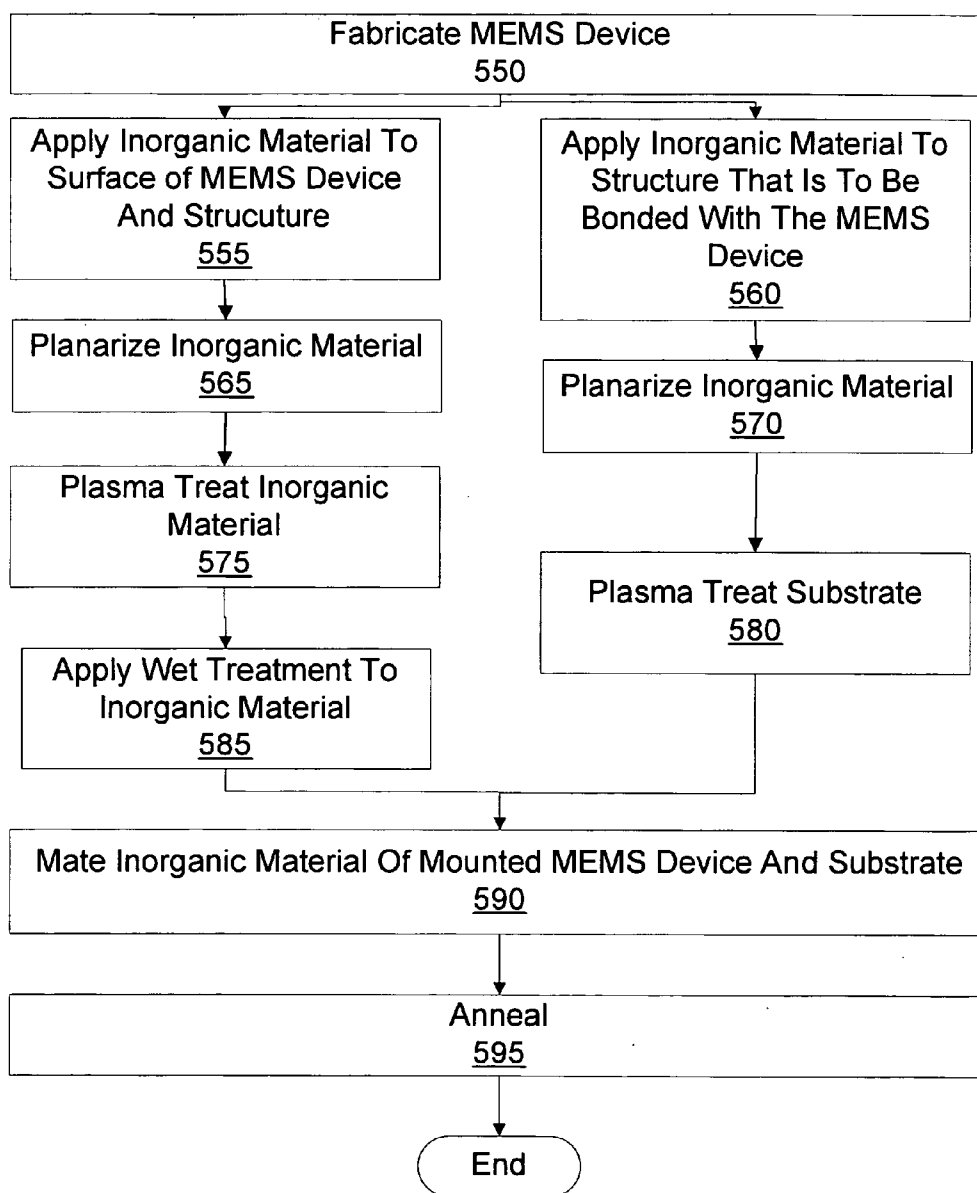 Fabricate MEMS Device
550
Apply Inorganic Material To
Surface of MEMS Device
And Strucuture
555
Planarize Inorganic Material
565
Plasma Treat Inorganic
Material
575
Apply Wet Treatment To
Inorganic Material
585
Apply Inorganic Material To
Structure That Is To Be
Bonded With The MEMS
Device
560
Planarize Inorganic Material
570
Plasma Treat Substrate
580
Mate Inorganic Material Of Mounted MEMS Device And Substrate
590
Anneal
595
End